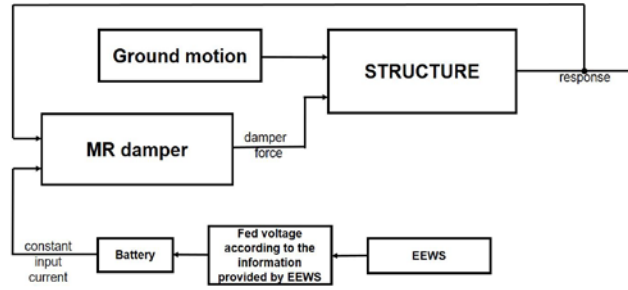 Ground motion
STRUCTURE
response
MR damper
damper
force
constant
input
current
Battery
Fed voltage
according to the
information
provided by EEWS
EEWS